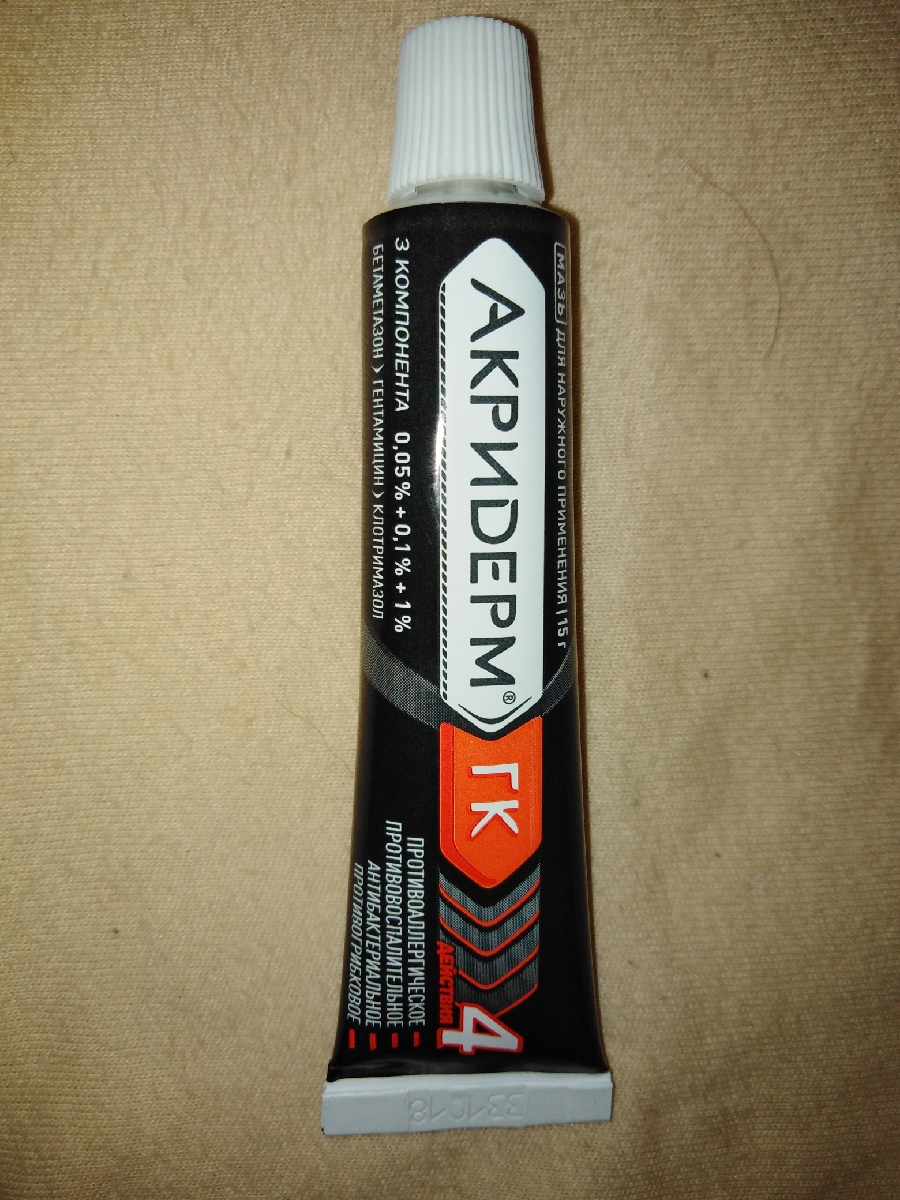 МАЗЬ ДЛЯ НАРУЖНОГО ПРИМЕНЕНИЯ | 15 г
АКРИДЕРМ®
ГК
3 КОМПОНЕНТА 0,05% + 0,1% + 1%
БЕТАМЕТАЗОН › ГЕНТАМИЦИН › КЛОТРИМАЗОЛ
4
ДЕЙСТВИЯ
ПРОТИВОАЛЛЕРГИЧЕСКОЕ
ПРОТИВОВОСПАЛИТЕЛЬНОЕ
АНТИБАКТЕРИАЛЬНОЕ
ПРОТИВОГРИБКОВОЕ
331018